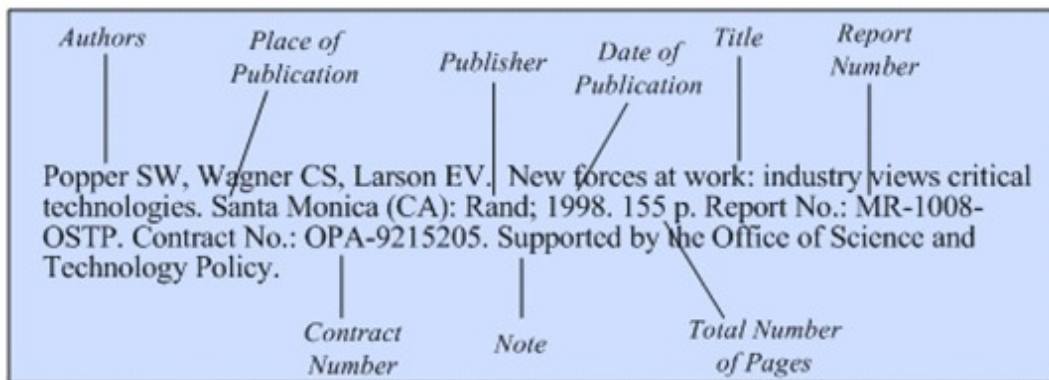 Authors
Place of
Publication
Publisher
Date of
Publication
Title
Report
Number
Popper SW, Wagner CS, Larson EV. New forces at work: industry views critical
technologies. Santa Monica (CA): Rand; 1998. 155 p. Report No.: MR-1008-
OSTP. Contract No.: OPA-9215205. Supported by the Office of Science and
Technology Policy.
Contract
Number
Note
Total Number
of Pages